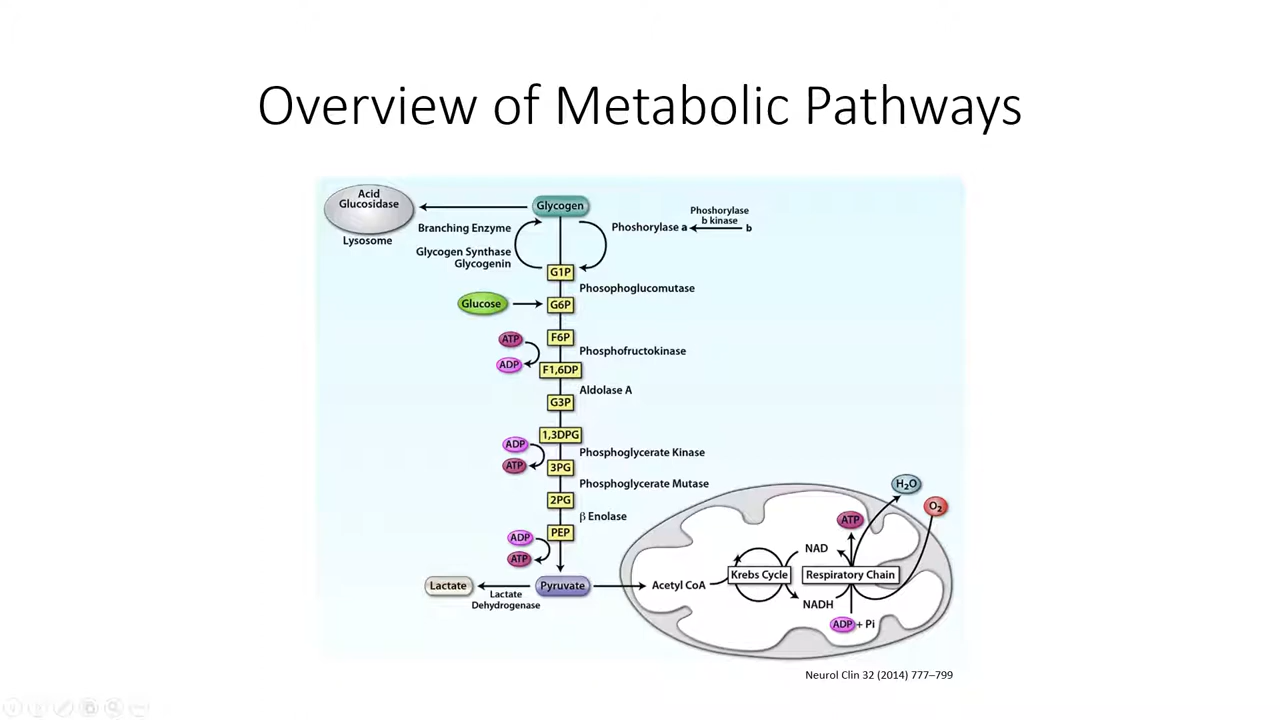 Overview of Metabolic Pathways
Acid
Glucosidase
Lysosome
Glycogen
Branching Enzyme
Glycogen Synthase
Glycogenin
Phoshorylase a
Phoshorylase
b kinase
b
G1P
Phosophoglucomutase
Glucose
G6P
F6P
ATP
ADP
Phosphofructokinase
F1,6DP
Aldolase A
G3P
1,3DPG
ADP
ATP
Phosphoglycerate Kinase
3PG
Phosphoglycerate Mutase
2PG
β Enolase
PEP
ADP
ATP
Lactate
Lactate
Dehydrogenase
Pyruvate
Acetyl CoA
Krebs Cycle
NAD
NADH
Respiratory Chain
ATP
H₂O
O₂
ADP + Pi
Neurol Clin 32 (2014) 777–799